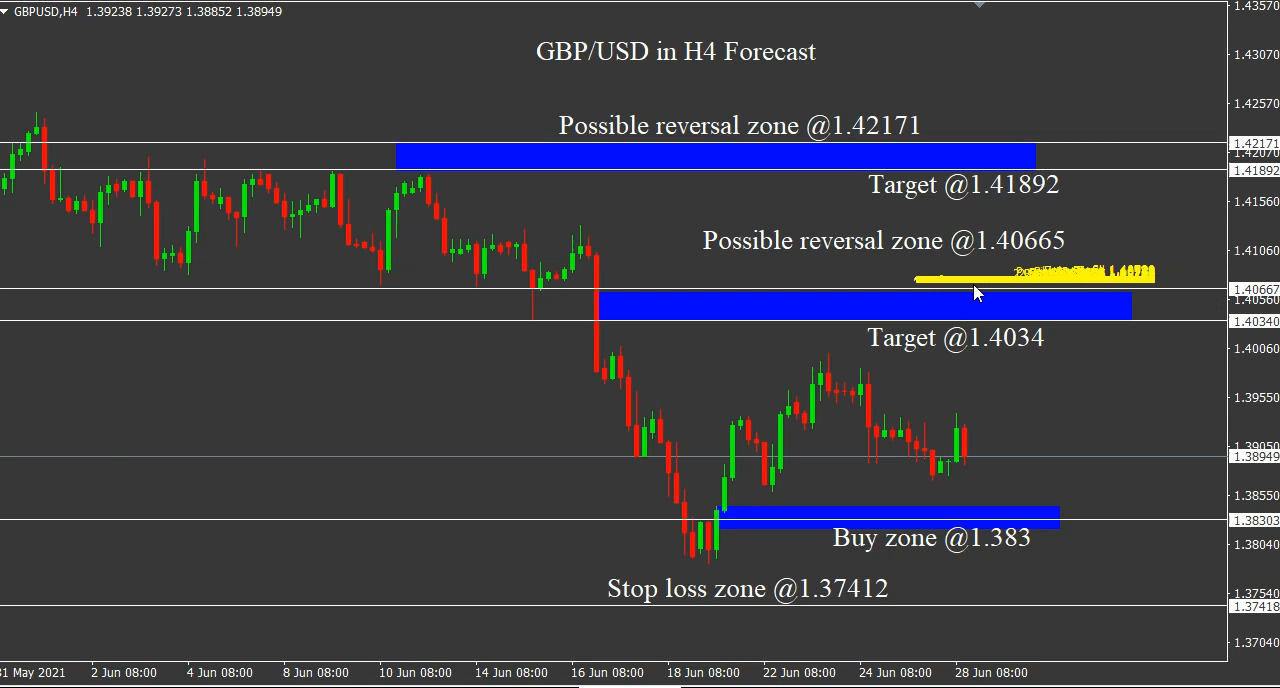 GBPUSD,H4 1.39238 1.39273 1.38852 1.38949
GBP/USD in H4 Forecast
Possible reversal zone @1.42171
Target @1.41892
Possible reversal zone @1.40665
Target @1.4034
Buy zone @1.383
Stop loss zone @1.37412
1.43570
1.43070
1.42570
1.42171
1.42070
1.41892
1.41560
1.41060
1.40667
1.40560
1.40340
1.40060
1.39550
1.39050
1.38949
1.38550
1.38303
1.38040
1.37540
1.37418
1.37040
31 May 2021 2 Jun 08:00 4 Jun 08:00 8 Jun 08:00 10 Jun 08:00 14 Jun 08:00 16 Jun 08:00 18 Jun 08:00 22 Jun 08:00 24 Jun 08:00 28 Jun 08:00